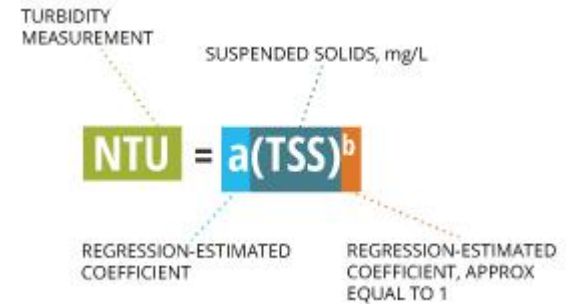 TURBIDITY
MEASUREMENT
SUSPENDED SOLIDS, mg/L
NTU = a(TSS)b
REGRESSION-ESTIMATED
COEFFICIENT
REGRESSION-ESTIMATED
COEFFICIENT, APPROX
EQUAL TO 1